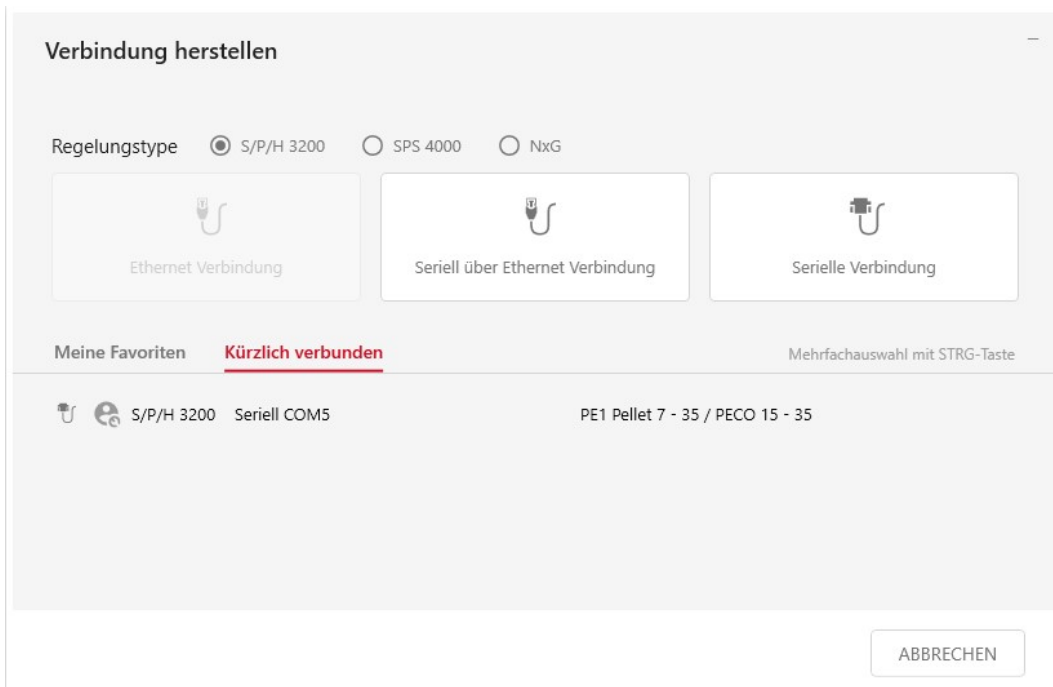 Verbindung herstellen
Regelungstype S/P/H 3200 SPS 4000 NxG
Ethernet Verbindung Seriell über Ethernet Verbindung Serielle Verbindung
Meine Favoriten Kürzlich verbunden Mehrfachauswahl mit STRG-Taste
S/P/H 3200 Seriell COM5 PE1 Pellet 7 - 35 / PECO 15 - 35
ABBRECHEN